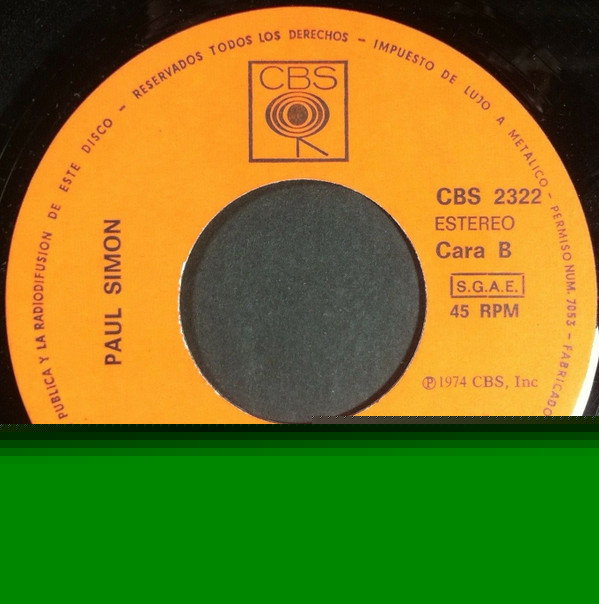 PUBLICA Y LA RADIODIFUSION DE ESTE DISCO - RESERVADOS TODOS LOS DERECHOS - IMPUESTO DE LUJO A METALICO - PERMISO NUM. 7053 - FABRICADO
CBS
PAUL SIMON
CBS 2322
ESTEREO
Cara B
S.G.A.E.
45 RPM
℗1974 CBS, Inc